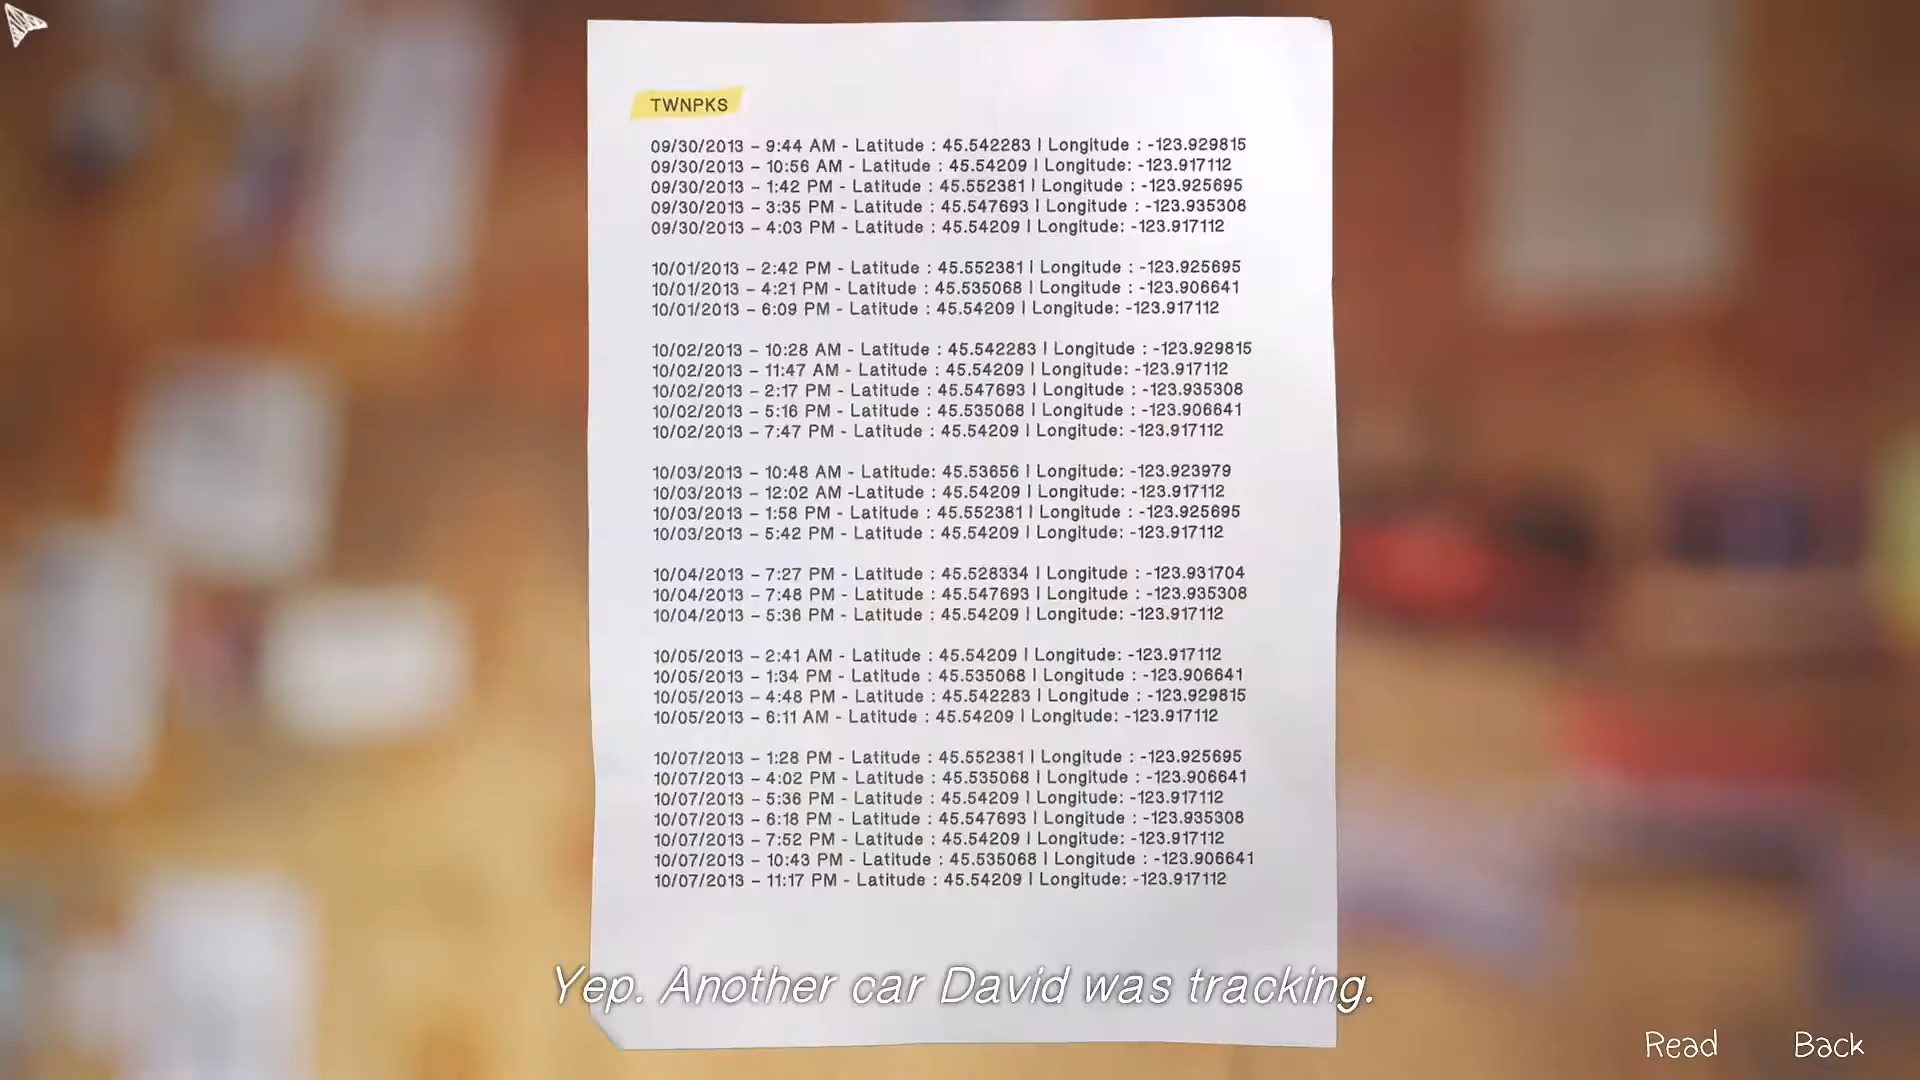 TWNPKS
09/30/2013 – 9:44 AM - Latitude : 45.542283 | Longitude : -123.929815
09/30/2013 – 10:56 AM - Latitude : 45.54209 | Longitude: -123.917112
09/30/2013 – 1:42 PM - Latitude : 45.552381 | Longitude : -123.925695
09/30/2013 – 3:35 PM - Latitude : 45.547693 | Longitude : -123.935308
09/30/2013 – 4:03 PM - Latitude : 45.54209 | Longitude: -123.917112
10/01/2013 – 2:42 PM - Latitude : 45.552381 | Longitude : -123.925695
10/01/2013 – 4:21 PM - Latitude : 45.535068 | Longitude : -123.906641
10/01/2013 – 6:09 PM - Latitude : 45.54209 | Longitude: -123.917112
10/02/2013 – 10:28 AM - Latitude : 45.542283 | Longitude : -123.929815
10/02/2013 – 11:47 AM - Latitude : 45.54209 | Longitude: -123.917112
10/02/2013 – 2:17 PM - Latitude : 45.547693 | Longitude : -123.935308
10/02/2013 – 5:16 PM - Latitude : 45.535068 | Longitude : -123.906641
10/02/2013 – 7:47 PM - Latitude : 45.54209 | Longitude: -123.917112
10/03/2013 – 10:48 AM - Latitude: 45.53656 | Longitude: -123.923979
10/03/2013 – 12:02 AM -Latitude : 45.54209 | Longitude: -123.917112
10/03/2013 – 1:58 PM - Latitude : 45.552381 | Longitude : -123.925695
10/03/2013 – 5:42 PM - Latitude : 45.54209 | Longitude: -123.917112
10/04/2013 – 7:27 PM - Latitude : 45.528334 | Longitude : -123.931704
10/04/2013 – 7:48 PM - Latitude : 45.547693 | Longitude : -123.935308
10/04/2013 – 5:36 PM - Latitude : 45.54209 | Longitude: -123.917112
10/05/2013 – 2:41 AM - Latitude : 45.54209 | Longitude: -123.917112
10/05/2013 – 1:34 PM - Latitude : 45.535068 | Longitude : -123.906641
10/05/2013 – 4:48 PM - Latitude : 45.542283 | Longitude : -123.929815
10/05/2013 – 6:11 AM - Latitude : 45.54209 | Longitude: -123.917112
10/07/2013 – 1:28 PM - Latitude : 45.552381 | Longitude : -123.925695
10/07/2013 – 4:02 PM - Latitude : 45.535068 | Longitude : -123.906641
10/07/2013 – 5:36 PM - Latitude : 45.54209 | Longitude: -123.917112
10/07/2013 – 6:18 PM - Latitude : 45.547693 | Longitude : -123.935308
10/07/2013 – 7:52 PM - Latitude : 45.54209 | Longitude: -123.917112
10/07/2013 – 10:43 PM - Latitude : 45.535068 | Longitude : -123.906641
10/07/2013 – 11:17 PM - Latitude : 45.54209 | Longitude: -123.917112
Yep. Another car David was tracking.
Read Back